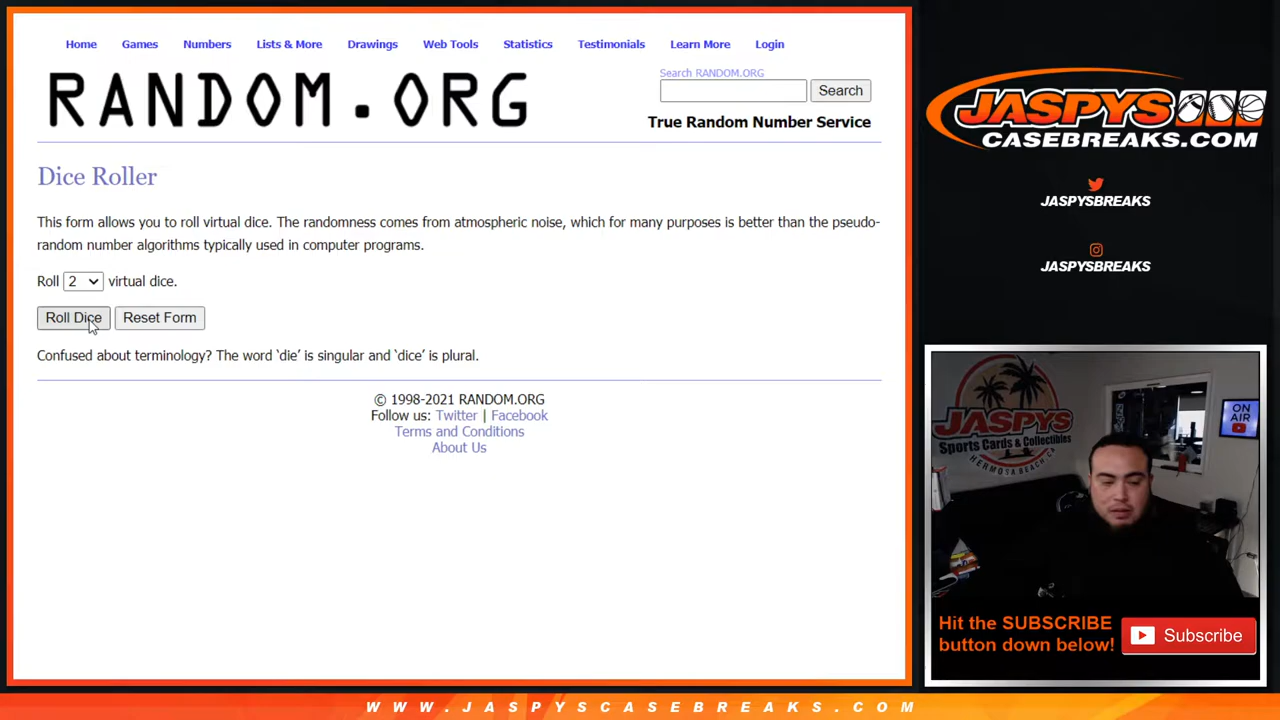 Home Games Numbers Lists & More Drawings Web Tools Statistics Testimonials Learn More Login
RANDOM.ORG
Search RANDOM.ORG
Search
True Random Number Service
Dice Roller
This form allows you to roll virtual dice. The randomness comes from atmospheric noise, which for many purposes is better than the pseudo-
random number algorithms typically used in computer programs.
Roll 2 virtual dice.
Roll Dice Reset Form
Confused about terminology? The word ‘die’ is singular and ‘dice’ is plural.
© 1998-2021 RANDOM.ORG
Follow us: Twitter | Facebook
Terms and Conditions
About Us
JASPYS
CASEBREAKS.COM
JASPYSBREAKS
JASPYSBREAKS
JASPYS
Sports Cards & Collectibles
HERMOSA BEACH, CA
ON
AIR
Hit the SUBSCRIBE
button down below!
Subscribe
WWW.JASPYSCASEBREAKS.COM